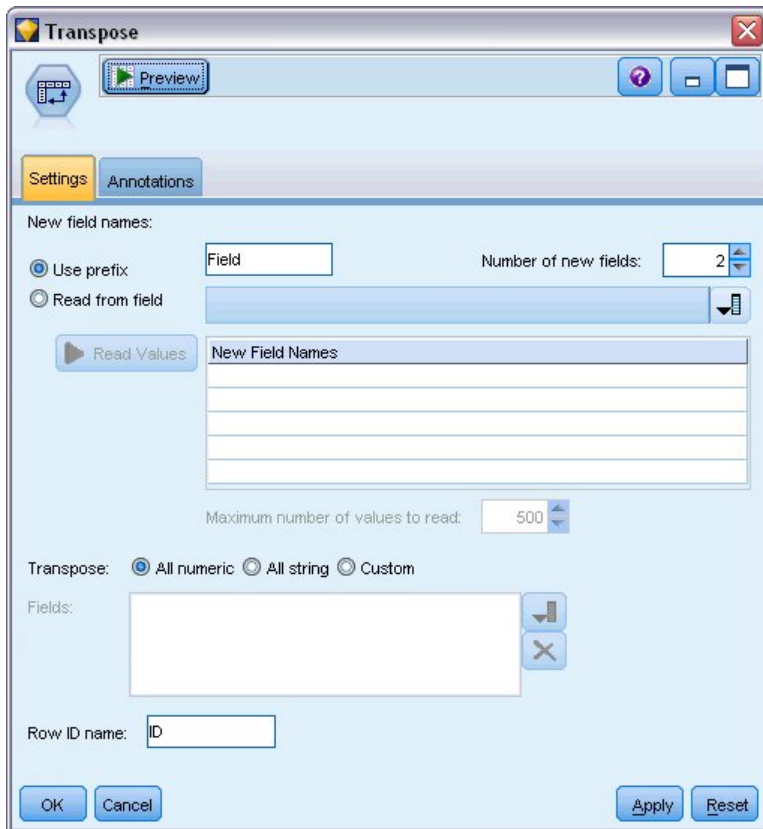 Transpose
Preview
Settings Annotations
New field names:
Use prefix Field Number of new fields: 2
Read from field
Read Values New Field Names
Maximum number of values to read: 500
Transpose: All numeric All string Custom
Fields:
Row ID name: ID
OK Cancel Apply Reset